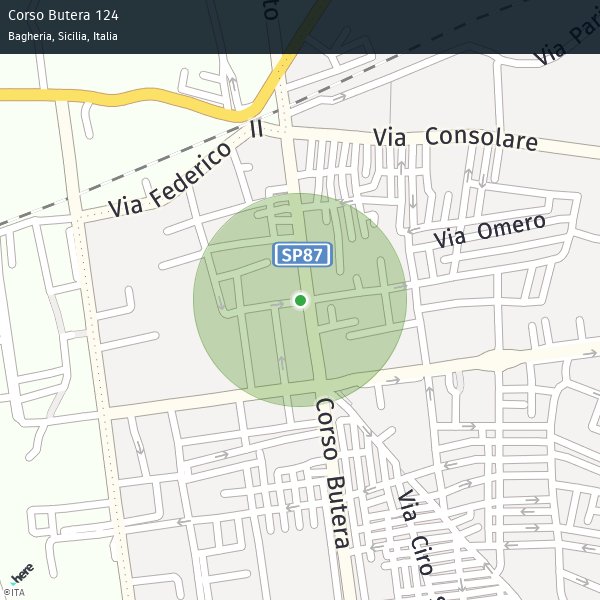 Corso Butera 124
Bagheria, Sicilia, Italia
to
Via Pari
Via Federico II
Via Consolare
Via Omero
SP87
Corso Butera
Via Ciro
here
©ITA